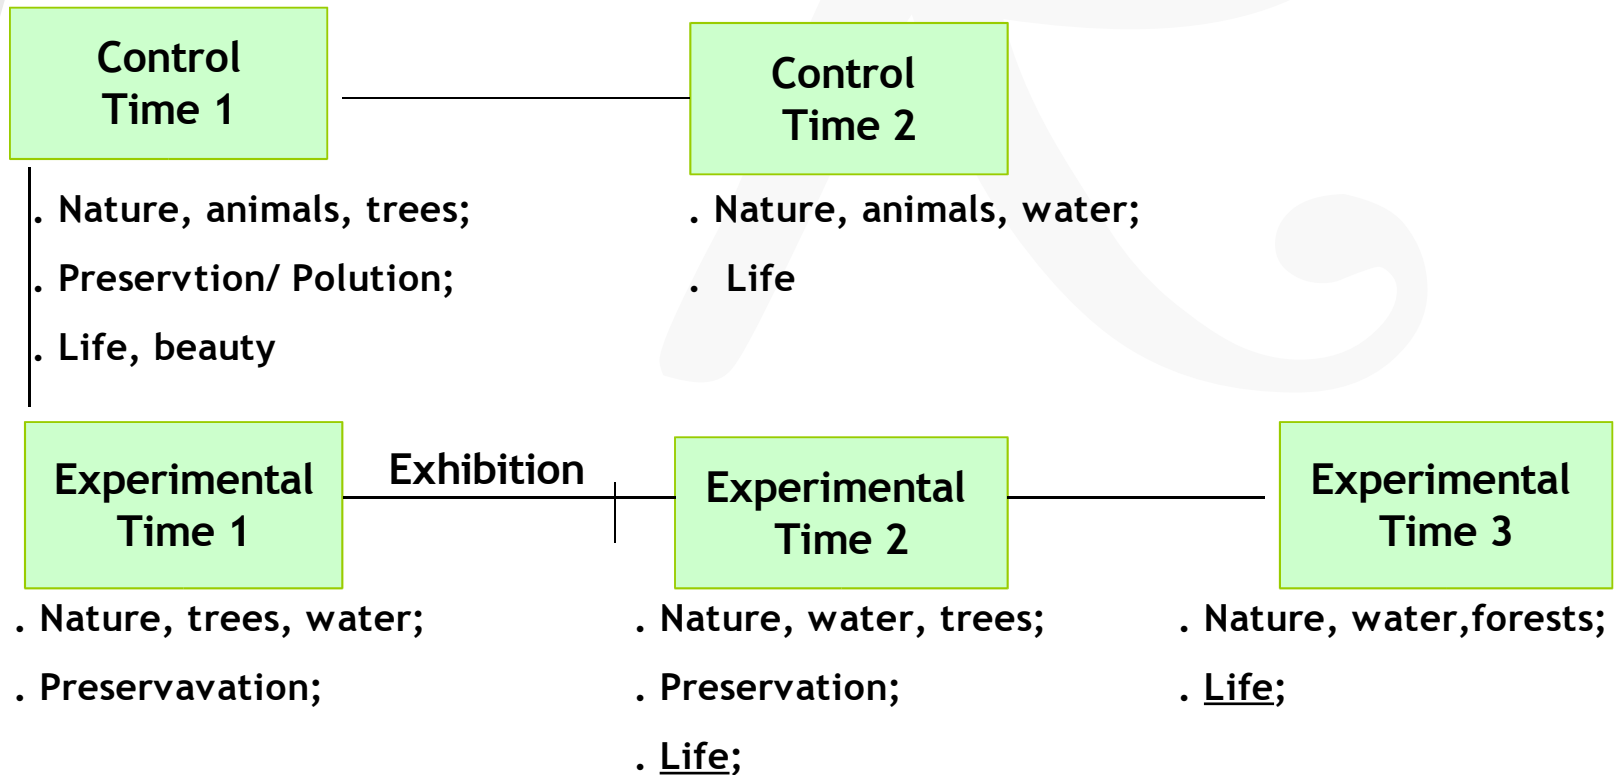 Control
Time 1
Control
Time 2
. Nature, animals, trees;
. Preservtion/ Polution;
. Life, beauty
. Nature, animals, water;
. Life
Experimental
Time 1
Exhibition
Experimental
Time 2
Experimental
Time 3
. Nature, trees, water;
. Preservavation;
. Nature, water, trees;
. Preservation;
. Life;
. Nature, water,forests;
. Life;